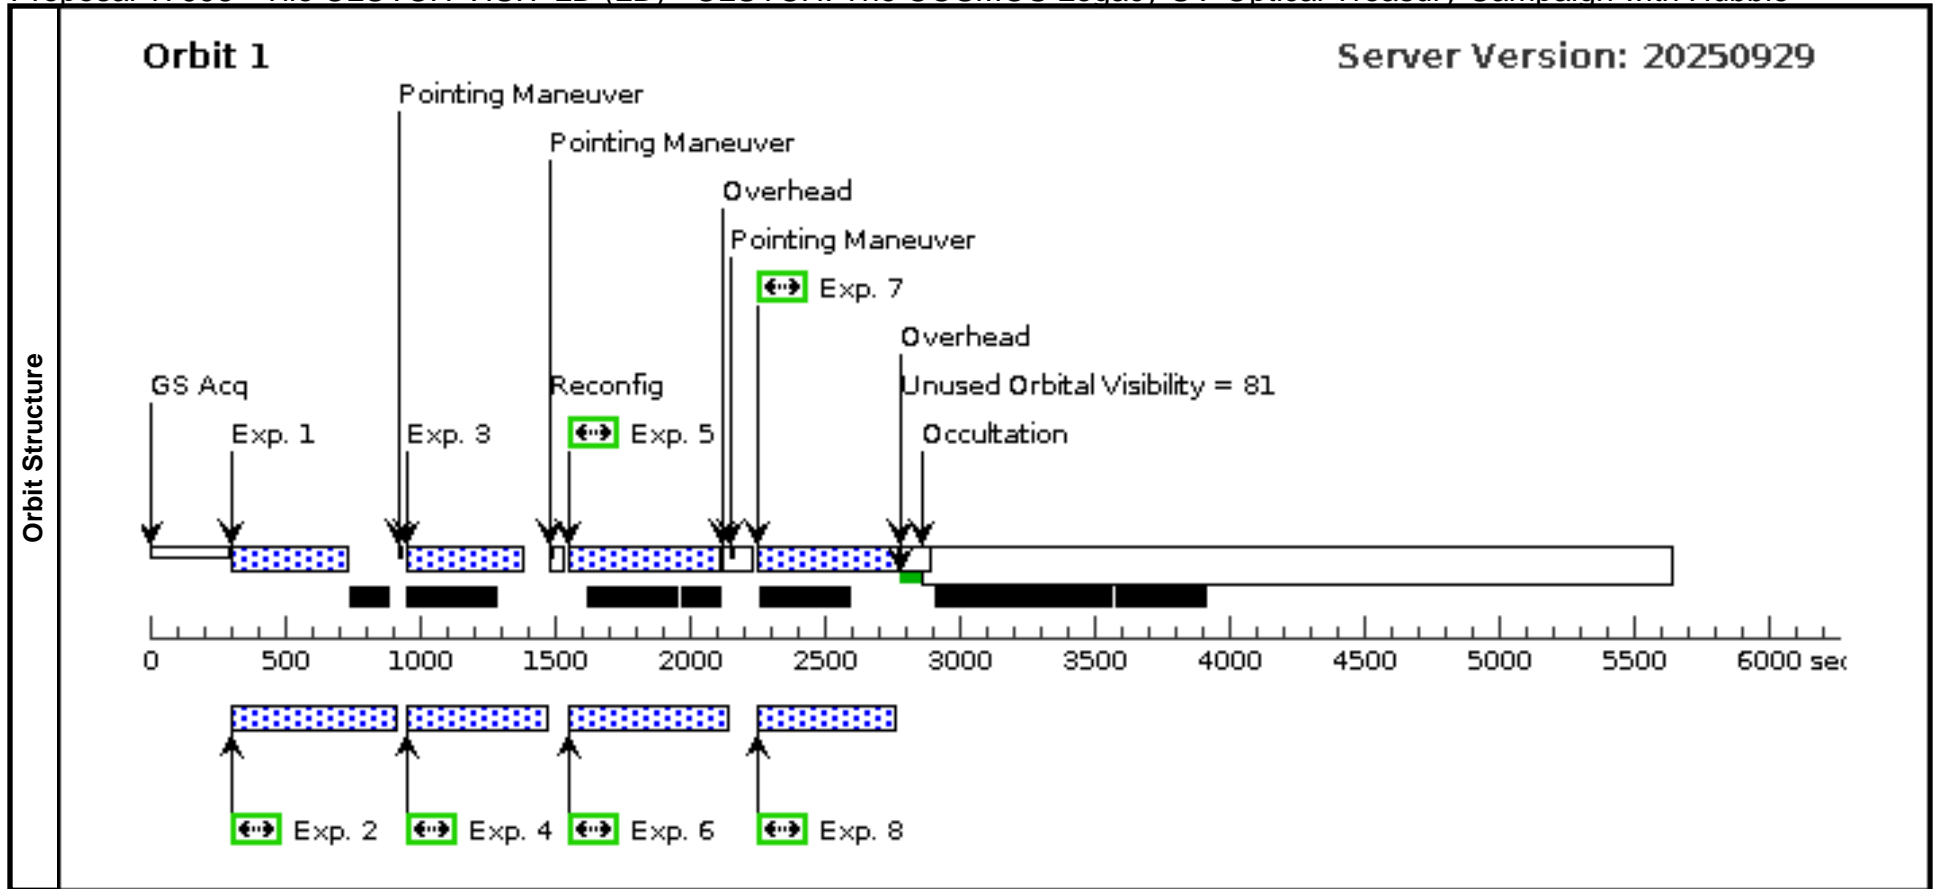 Orbit 1
Server Version: 20250929
Pointing Maneuver
Pointing Maneuver
Overhead
Pointing Maneuver
Exp. 7
Overhead
GS Acq
Reconfig
Unused Orbital Visibility = 81
Exp. 1
Exp. 3
Exp. 5
Occultation
Orbit Structure
0 500 1000 1500 2000 2500 3000 3500 4000 4500 5000 5500 6000 sec
Exp. 2
Exp. 4
Exp. 6
Exp. 8